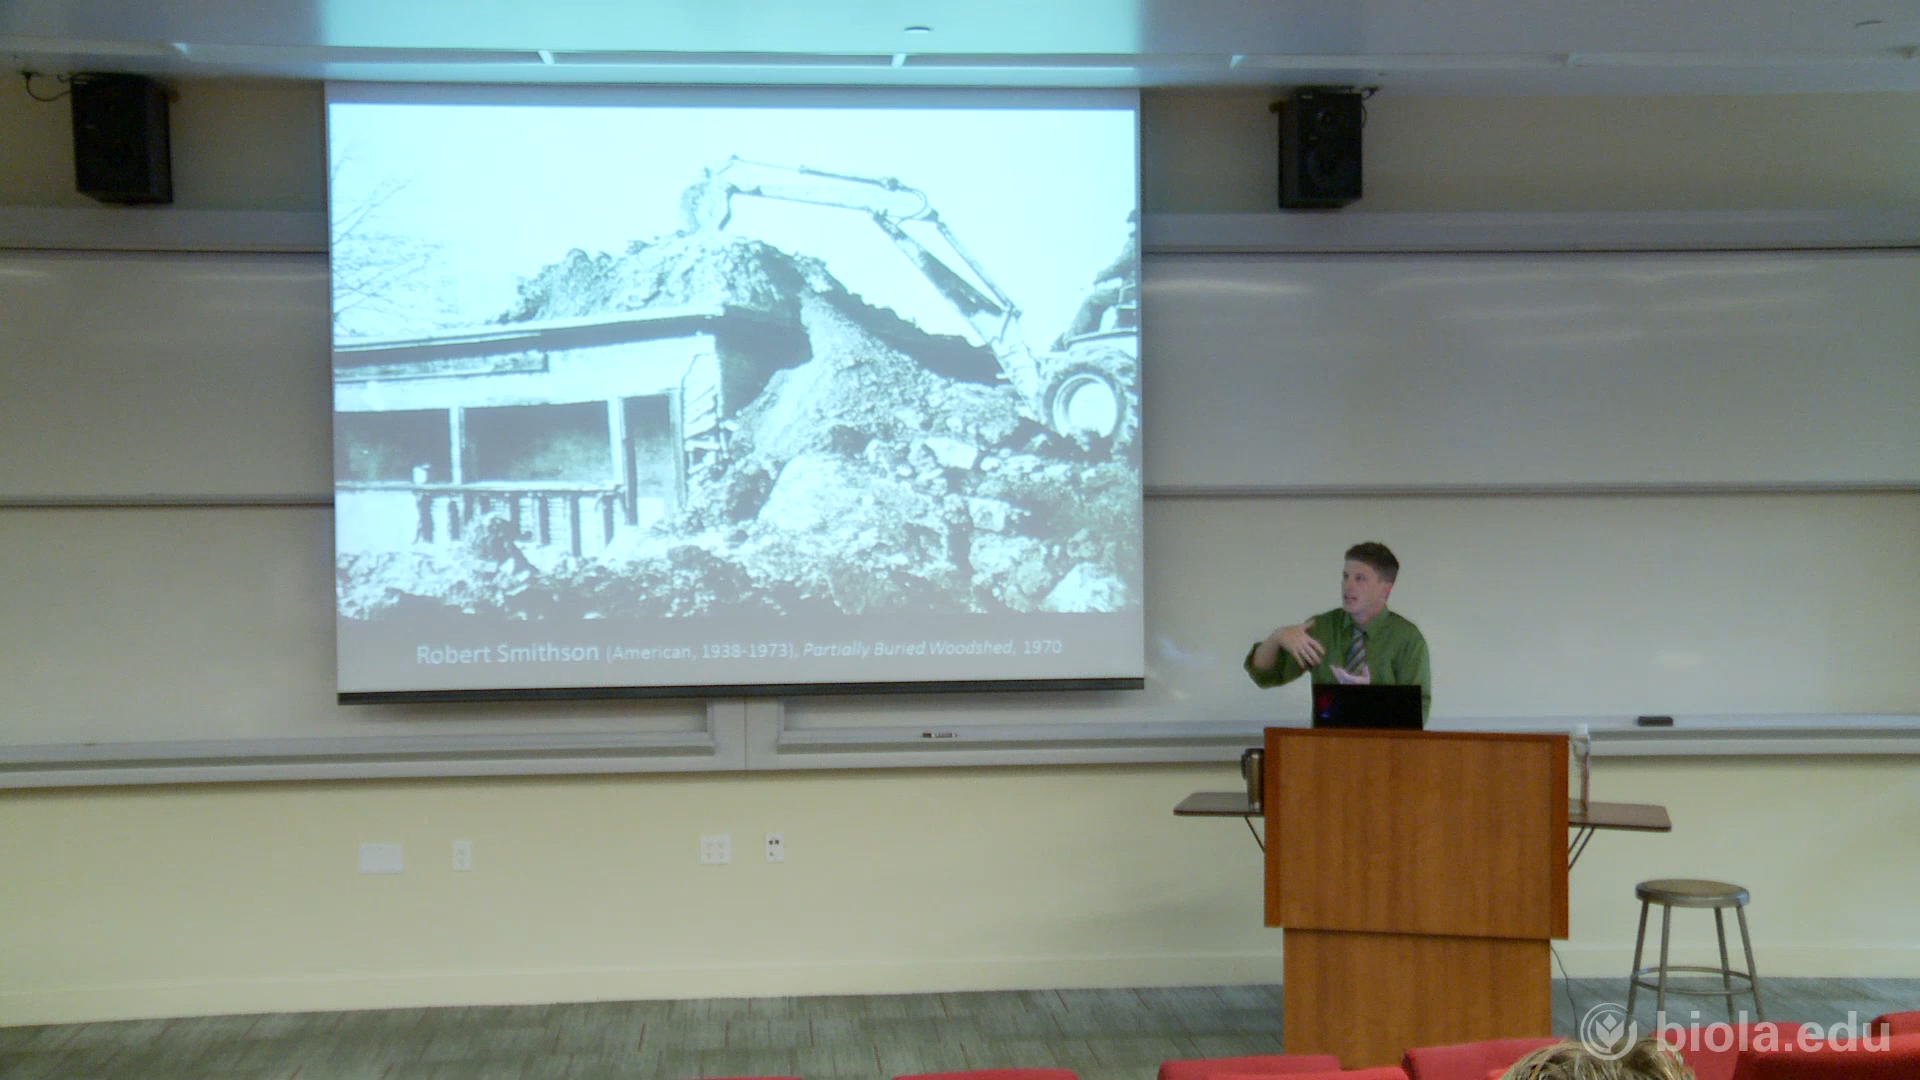 Robert Smithson (American, 1938-1973), Partially Buried Woodshed, 1970
biola.edu